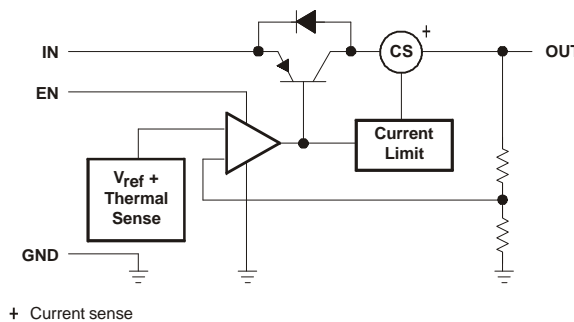 IN
CS
+
OUT
EN
Current
Limit
Vref +
Thermal
Sense
GND
+ Current sense